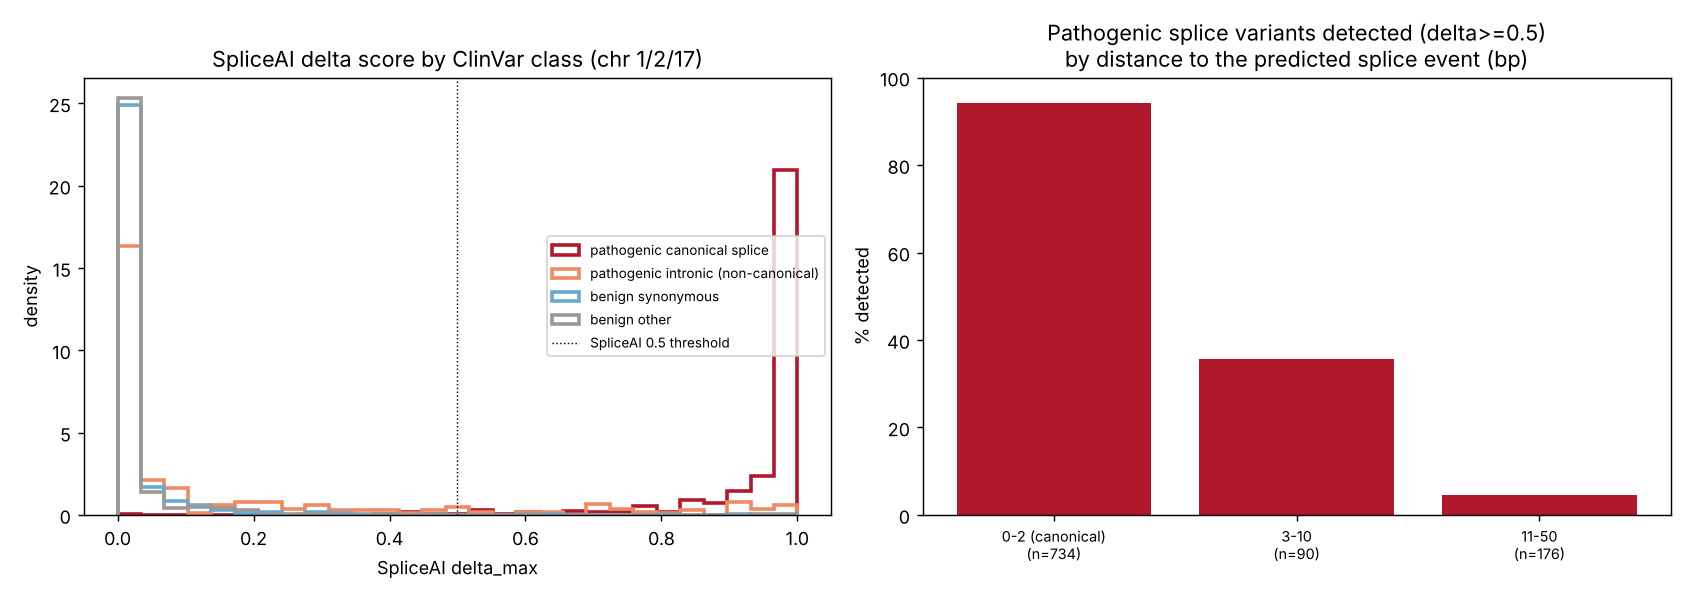 SpliceAI delta score by ClinVar class (chr 1/2/17)
density
25
20
15
10
5
0
0.0
0.2
0.4
0.6
0.8
1.0
SpliceAI delta_max
pathogenic canonical splice
pathogenic intronic (non-canonical)
benign synonymous
benign other
SpliceAI 0.5 threshold
Pathogenic splice variants detected (delta>=0.5)
by distance to the predicted splice event (bp)
% detected
100
80
60
40
20
0
0-2 (canonical)
(n=734)
3-10
(n=90)
11-50
(n=176)